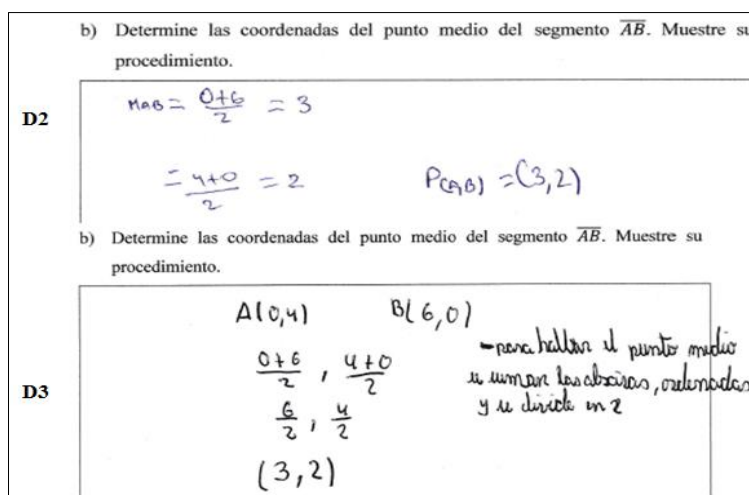 b) Determine las coordenadas del punto medio del segmento AB. Muestre su
procedimiento.
D2
MAB = 0+6/2 = 3
= 4+0/2 = 2 P(A,B) = (3,2)
b) Determine las coordenadas del punto medio del segmento AB. Muestre su
procedimiento.
D3
A(0,4) B(6,0)
0+6/2 , 4+0/2
6/2 , 4/2
(3,2)
- para hallar el punto medio
se suman las abscisas, ordenadas
y se divide en 2